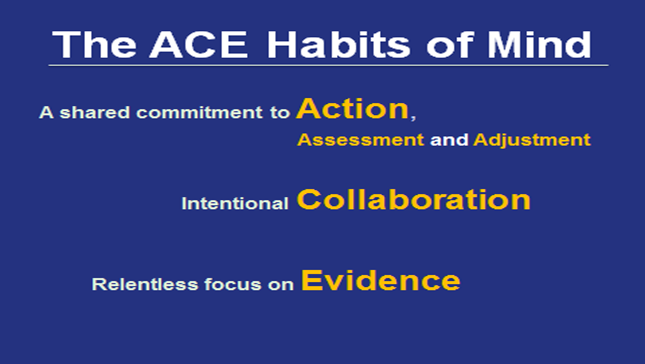 The ACE Habits of Mind
A shared commitment to Action,
Assessment and Adjustment
Intentional Collaboration
Relentless focus on Evidence